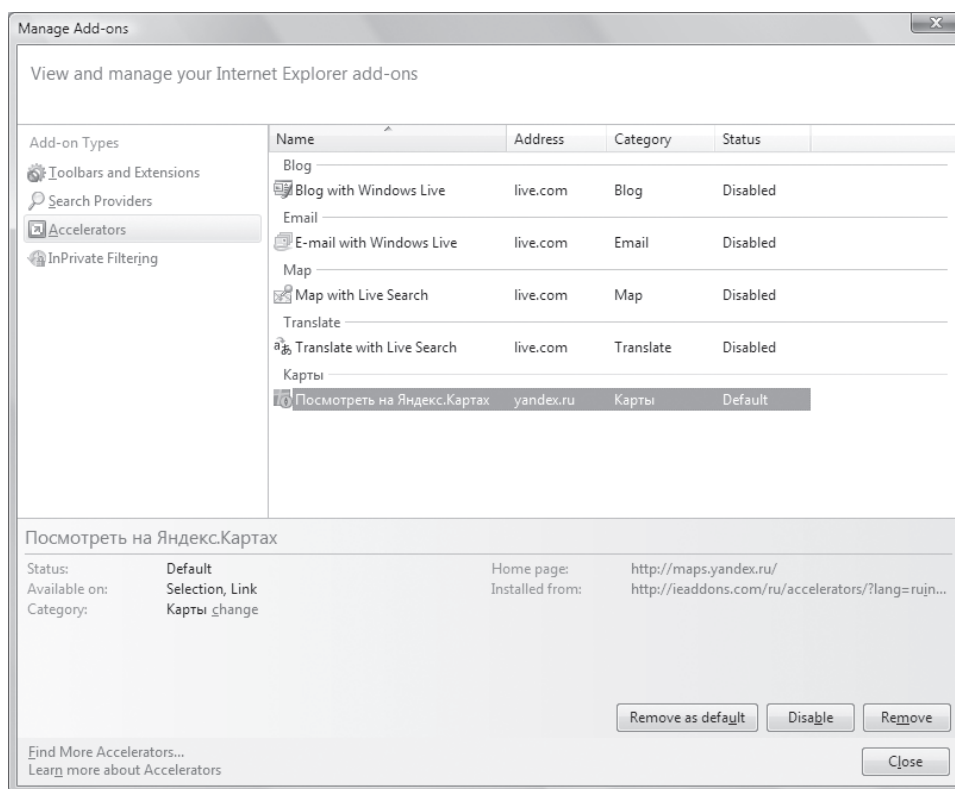 Manage Add-ons
View and manage your Internet Explorer add-ons
Add-on Types
Toolbars and Extensions
Search Providers
Accelerators
InPrivate Filtering
Name Address Category Status
Blog
Blog with Windows Live live.com Blog Disabled
Email
E-mail with Windows Live live.com Email Disabled
Map
Map with Live Search live.com Map Disabled
Translate
Translate with Live Search live.com Translate Disabled
Карты
Посмотреть на Яндекс.Картах yandex.ru Карты Default
Посмотреть на Яндекс.Картах
Status: Default Home page: http://maps.yandex.ru/
Available on: Selection, Link Installed from: http://ieaddons.com/ru/accelerators/?lang=ruin...
Category: Карты change
Remove as default Disable Remove
Find More Accelerators...
Learn more about Accelerators
Close